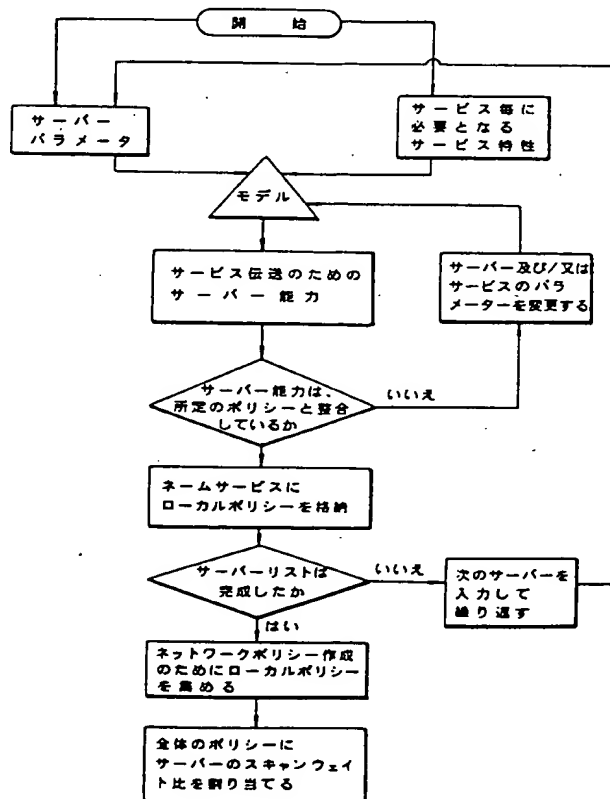 開 始
サーバー
パラメータ
サービス毎に
必要となる
サービス特性
モデル
サービス伝送のための
サーバー能力
サーバー及び/又は
サービスのパラ
メーターを変更する
サーバー能力は、
所定のポリシーと整合
しているか
いいえ
ネームサービスに
ローカルポリシーを格納
サーバーリストは
完成したか
いいえ
次のサーバーを
入力して
繰り返す
はい
ネットワークポリシー作成
のためにローカルポリシー
を集める
全体のポリシーに
サーバーのスキャンウェイ
ト比を割り当てる